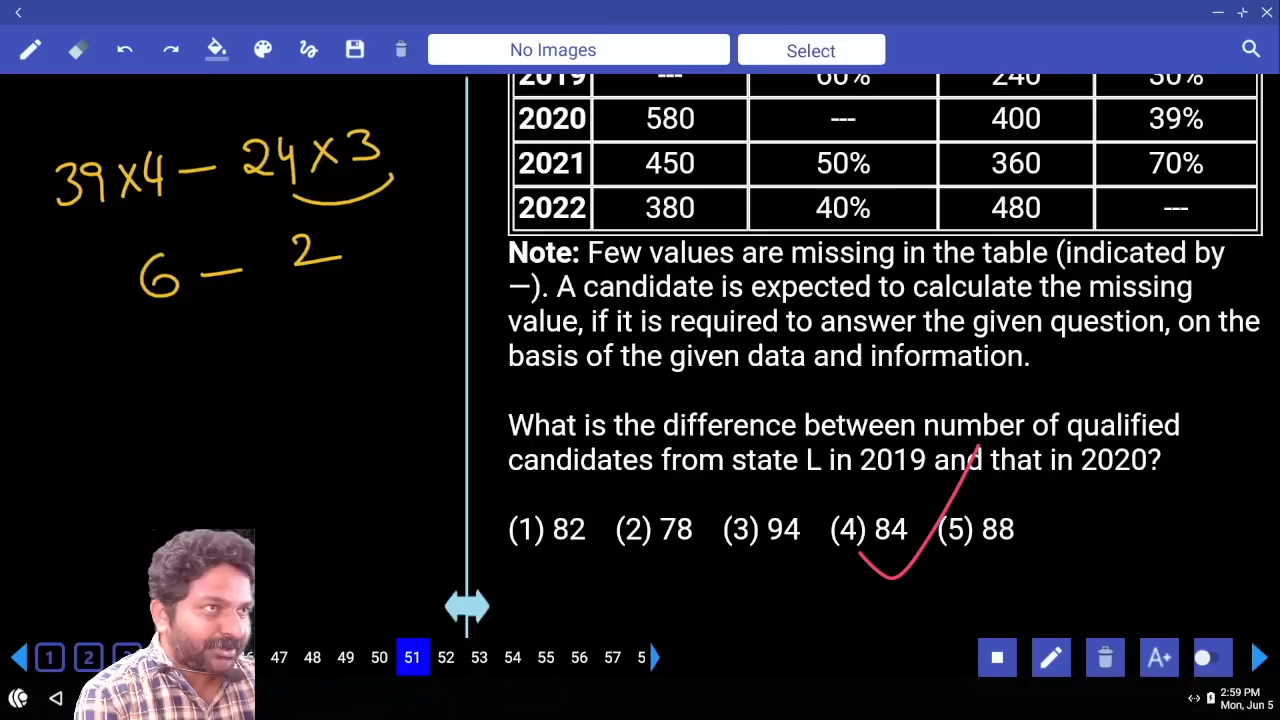 No Images
Select
39×4 – 24×3
6 – 2
2019 --- 60% 240 30%
2020 580 --- 400 39%
2021 450 50% 360 70%
2022 380 40% 480 ---
Note: Few values are missing in the table (indicated by
—). A candidate is expected to calculate the missing
value, if it is required to answer the given question, on the
basis of the given data and information.
What is the difference between number of qualified
candidates from state L in 2019 and that in 2020?
(1) 82 (2) 78 (3) 94 (4) 84 (5) 88
1 2 47 48 49 50 51 52 53 54 55 56 57 5
A+
2:59 PM
Mon, Jun 5